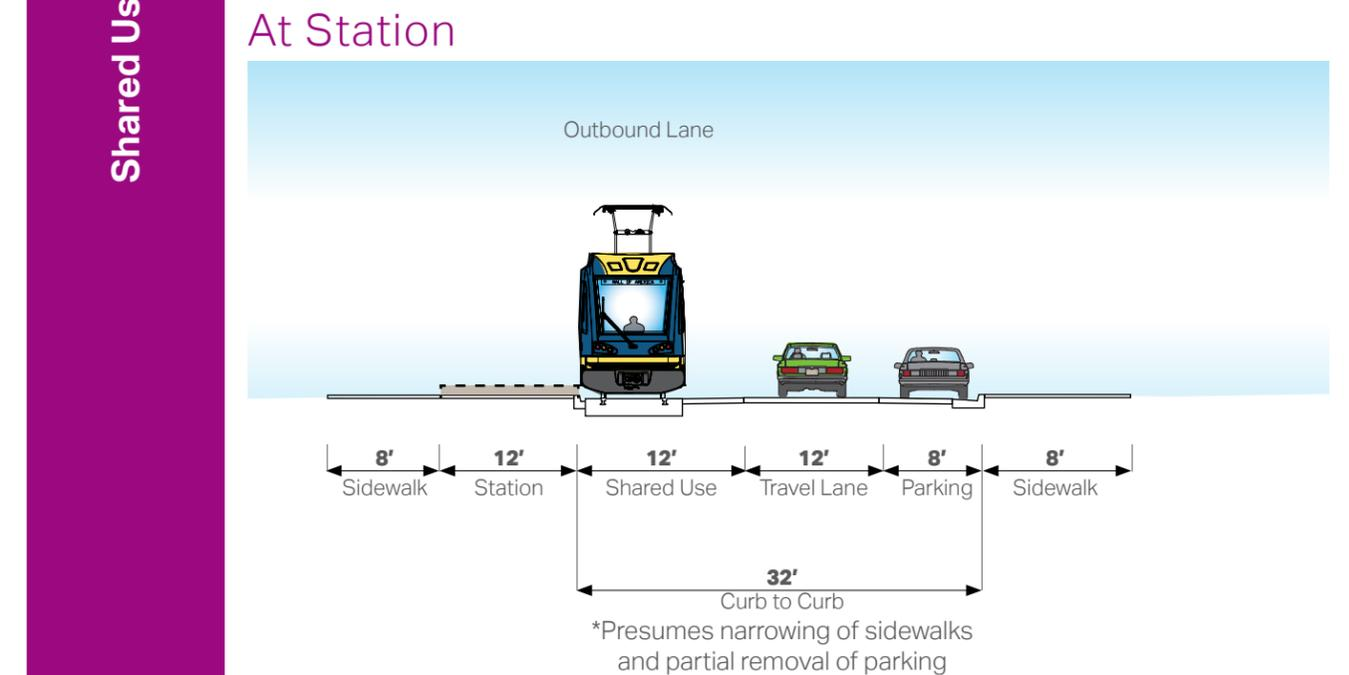 Shared Us
At Station
Outbound Lane
8’ 12’ 12’ 12’ 8’ 8’
Sidewalk Station Shared Use Travel Lane Parking Sidewalk
32’
Curb to Curb
*Presumes narrowing of sidewalks
and partial removal of parking